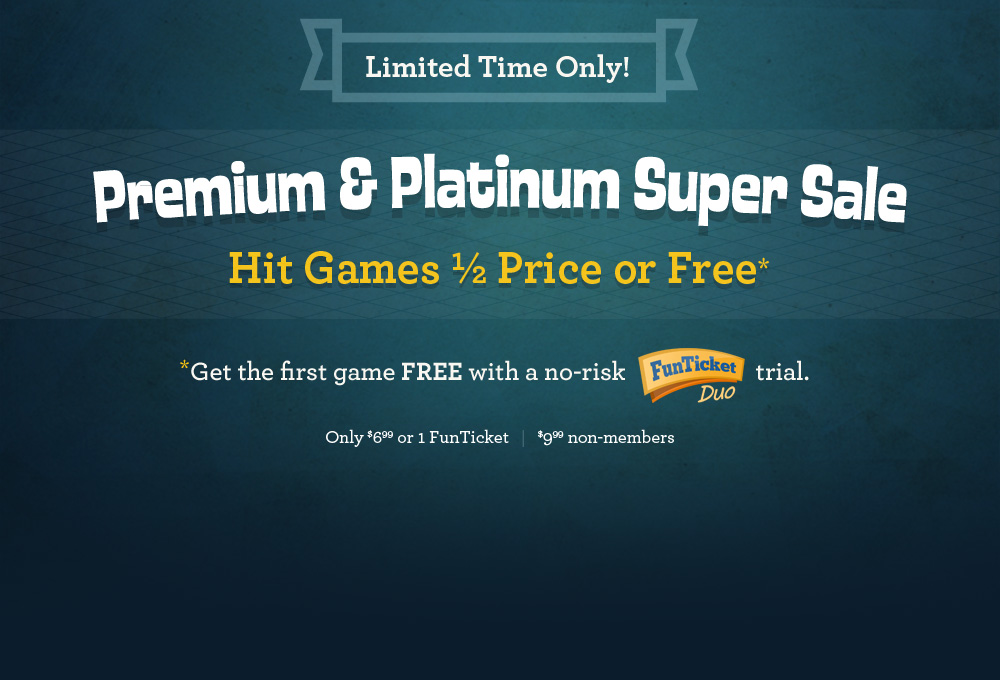 Limited Time Only!
Premium & Platinum Super Sale
Hit Games ½ Price or Free*
*Get the first game FREE with a no-risk FunTicket Duo trial.
Only $6⁹⁹ or 1 FunTicket | $9⁹⁹ non-members